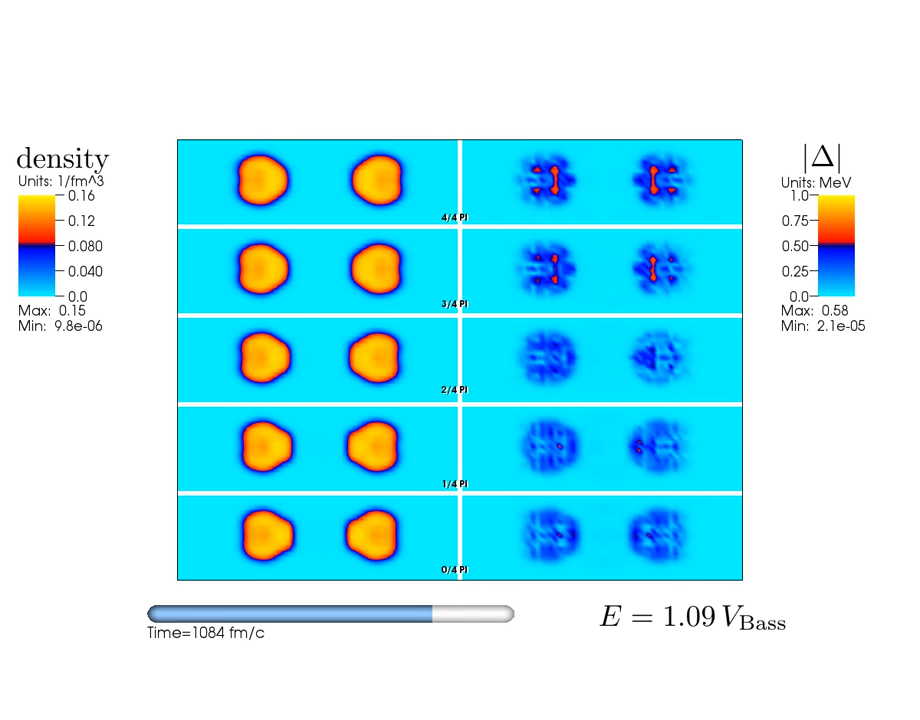 density
Units: 1/fm^3
0.16
0.12
0.080
0.040
0.0
Max: 0.15
Min: 9.8e-06
4/4 PI
3/4 PI
2/4 PI
1/4 PI
0/4 PI
|Δ|
Units: MeV
1.0
0.75
0.50
0.25
0.0
Max: 0.58
Min: 2.1e-05
Time=1084 fm/c
E = 1.09 V_Bass